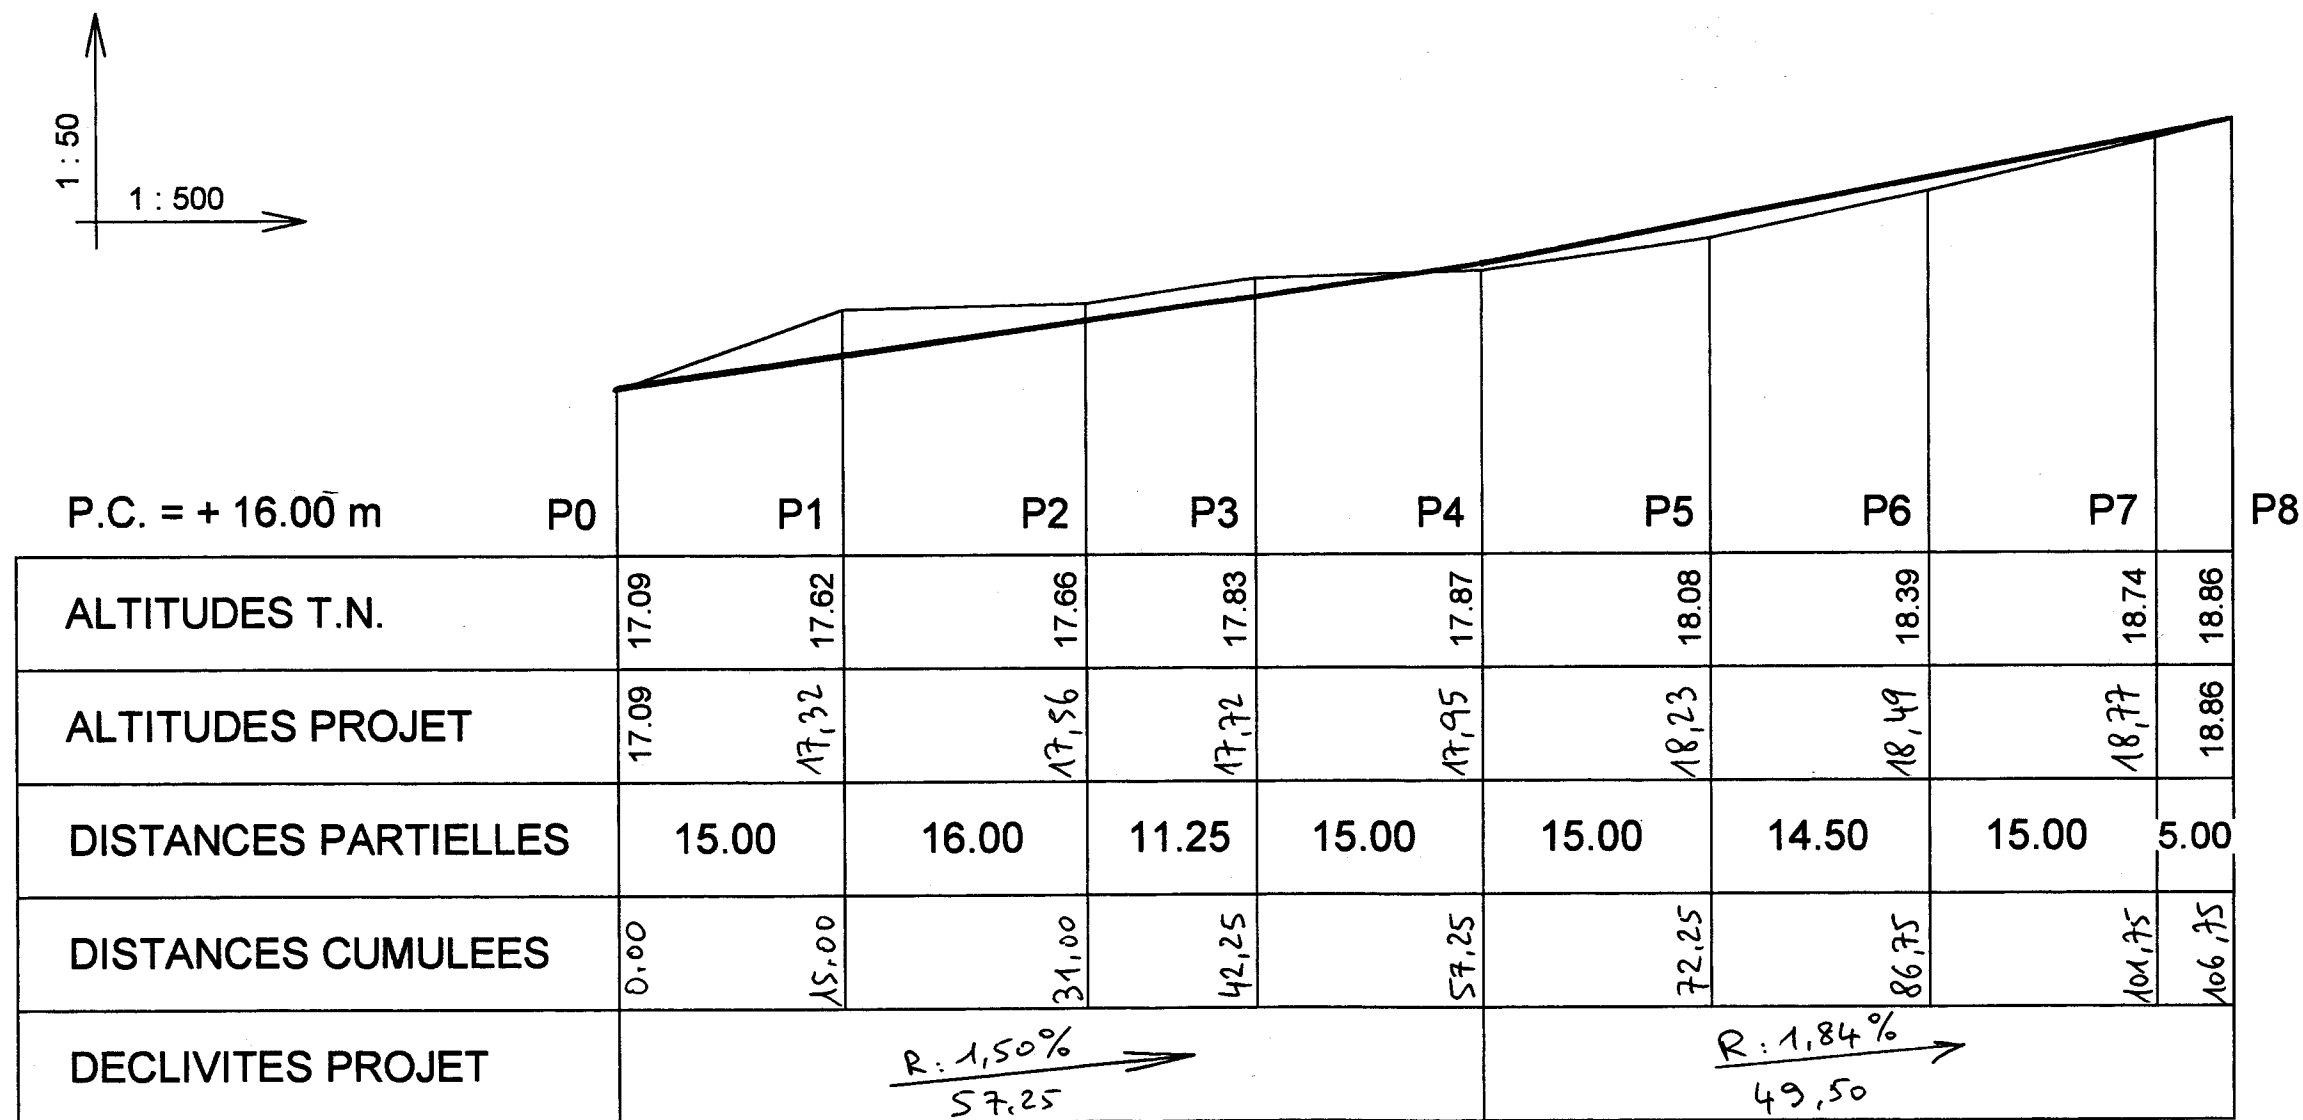 1 : 50
1 : 500
P.C. = + 16.00 m P0 P1 P2 P3 P4 P5 P6 P7 P8
ALTITUDES T.N. 17.09 17.62 17.66 17.83 17.87 18.08 18.39 18.74 18.86
ALTITUDES PROJET 17.09 17,32 17,56 17,72 17,95 18,23 18,49 18,77 18.86
DISTANCES PARTIELLES 15.00 16.00 11.25 15.00 15.00 14.50 15.00 5.00
DISTANCES CUMULEES 0,00 15,00 31,00 42,25 57,25 72,25 86,75 101,75 106,75
DECLIVITES PROJET R: 1,50% R: 1,84%
57,25 49,50